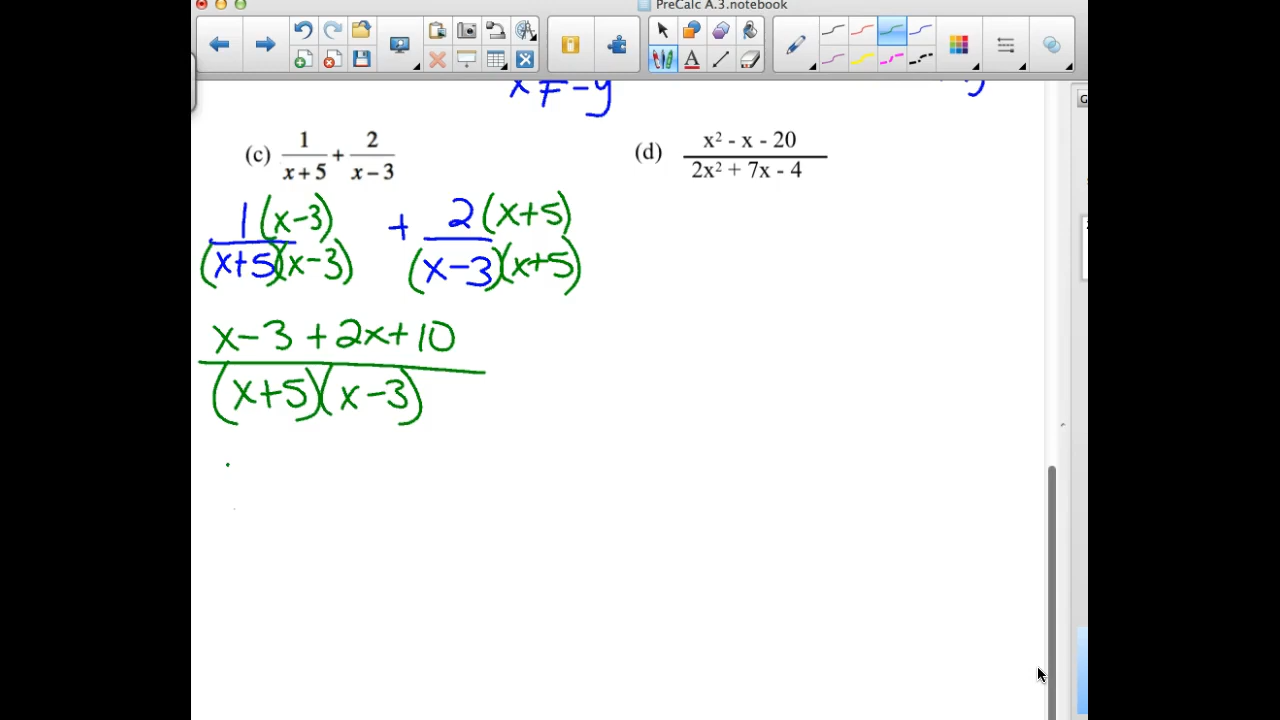 PreCalc A.3.notebook
x ≠ -y
y
(c) 1/(x + 5) + 2/(x - 3)
(d) (x² - x - 20)/(2x² + 7x - 4)
1(x-3)/(x+5)(x-3) + 2(x+5)/(x-3)(x+5)
x-3+2x+10
(x+5)(x-3)